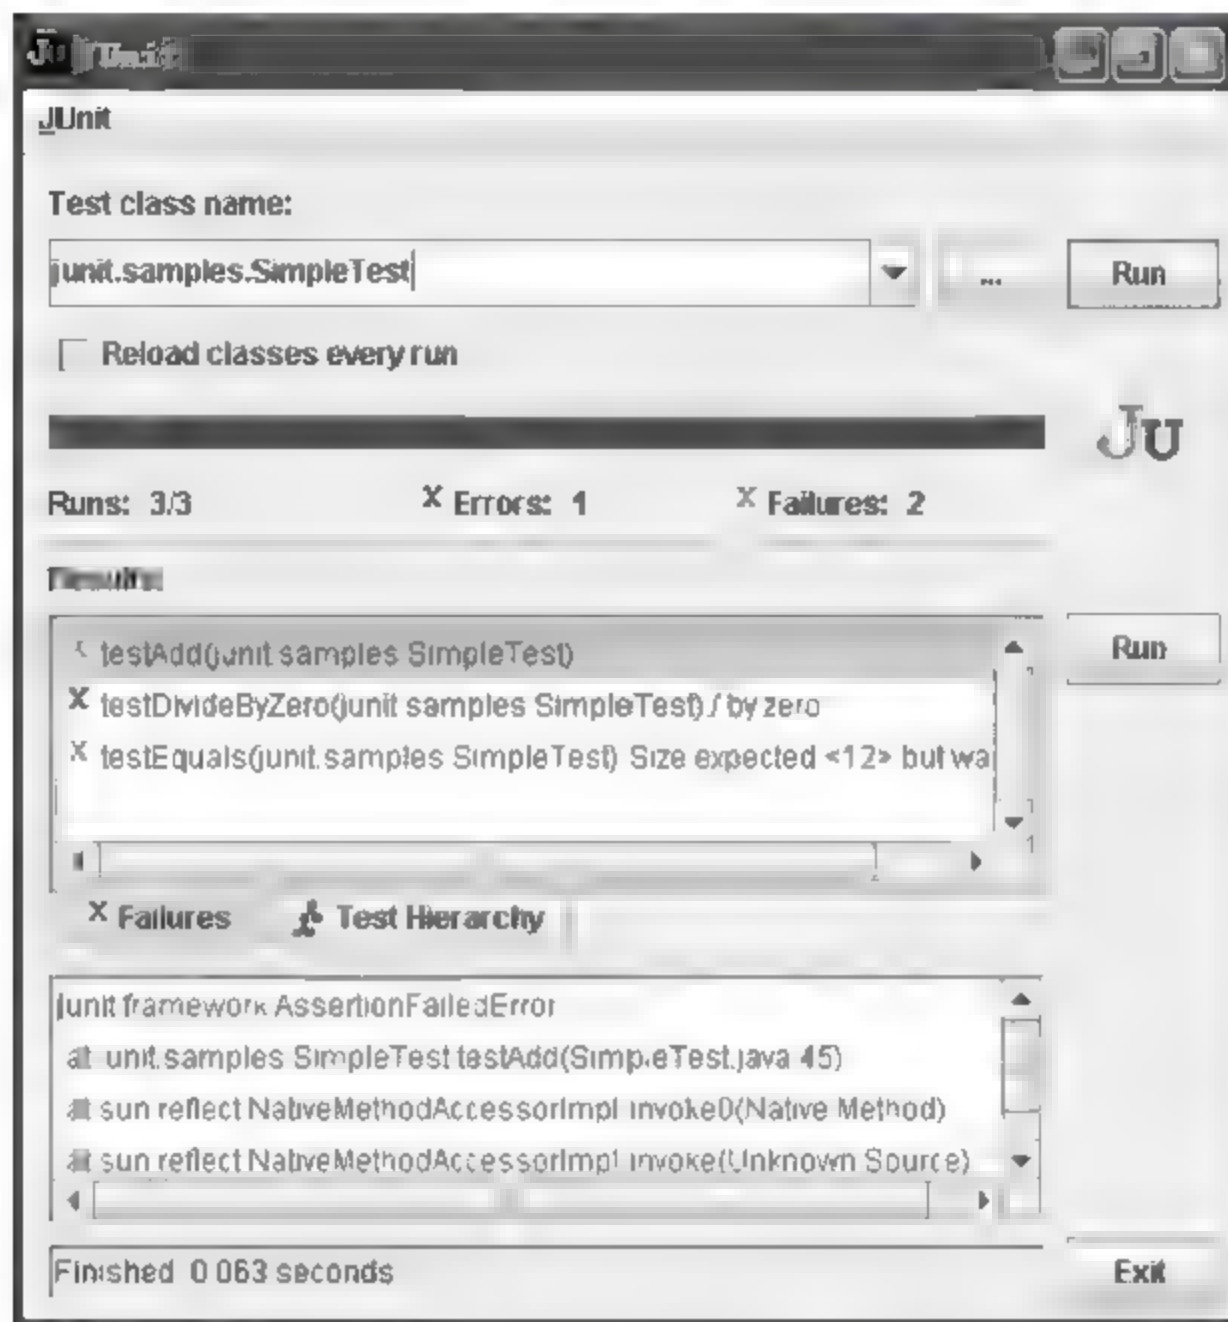 JU JUnit
JUnit
Test class name:
junit.samples.SimpleTest
... Run
Reload classes every run
JU
Runs: 3/3 X Errors: 1 X Failures: 2
Results:
testAdd(junit samples SimpleTest)
X testDivideByZero(junit samples SimpleTest) / by zero
X testEquals(junit.samples SimpleTest) Size expected <12> but wa
Run
X Failures Test Hierarchy
junit framework AssertionFailedError
at unit.samples SimpleTest testAdd(SimpleTest.java 45)
at sun reflect NativeMethodAccessorImpl invoke0(Native Method)
at sun reflect NativeMethodAccessorImpl invoke(Unknown Source)
Finished 0 063 seconds
Exit